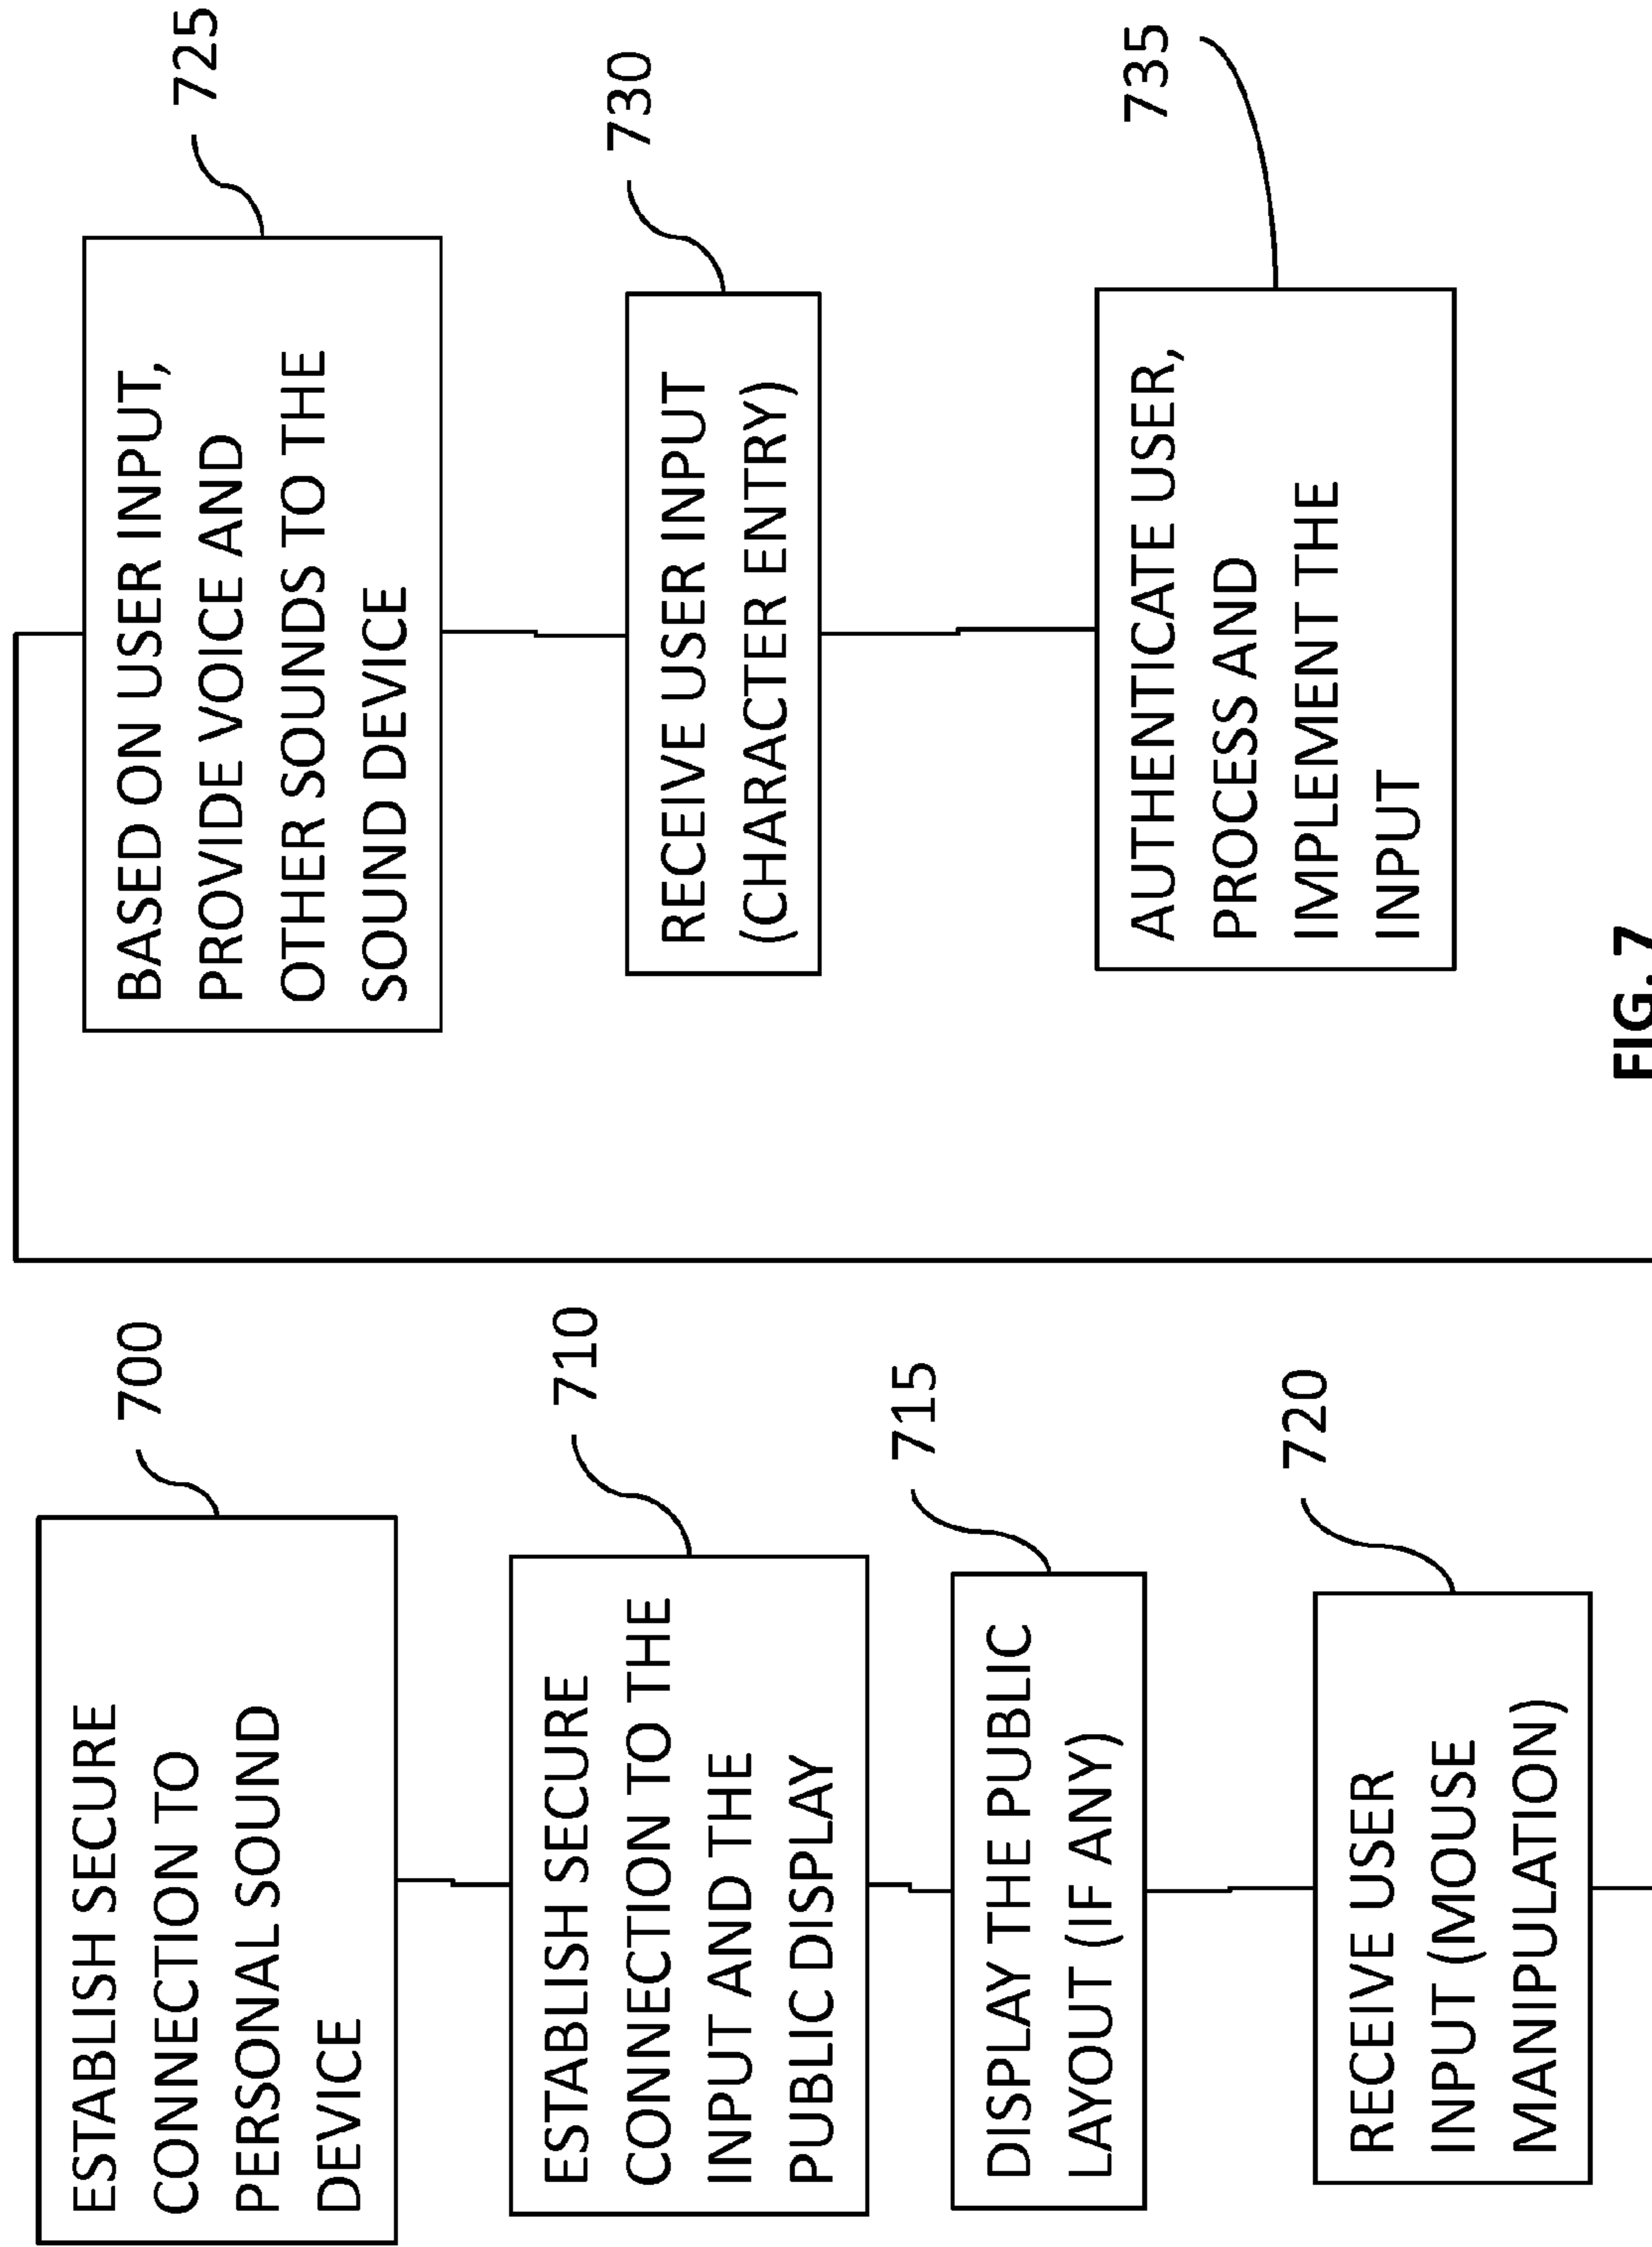 ESTABLISH SECURE
CONNECTION TO
PERSONAL SOUND
DEVICE
700
ESTABLISH SECURE
CONNECTION TO THE
INPUT AND THE
PUBLIC DISPLAY
710
DISPLAY THE PUBLIC
LAYOUT (IF ANY)
715
RECEIVE USER
INPUT (MOUSE
MANIPULATION)
720
BASED ON USER INPUT,
PROVIDE VOICE AND
OTHER SOUNDS TO THE
SOUND DEVICE
725
RECEIVE USER INPUT
(CHARACTER ENTRY)
730
AUTHENTICATE USER,
PROCESS AND
IMPLEMENT THE
INPUT
735
FIG. 7